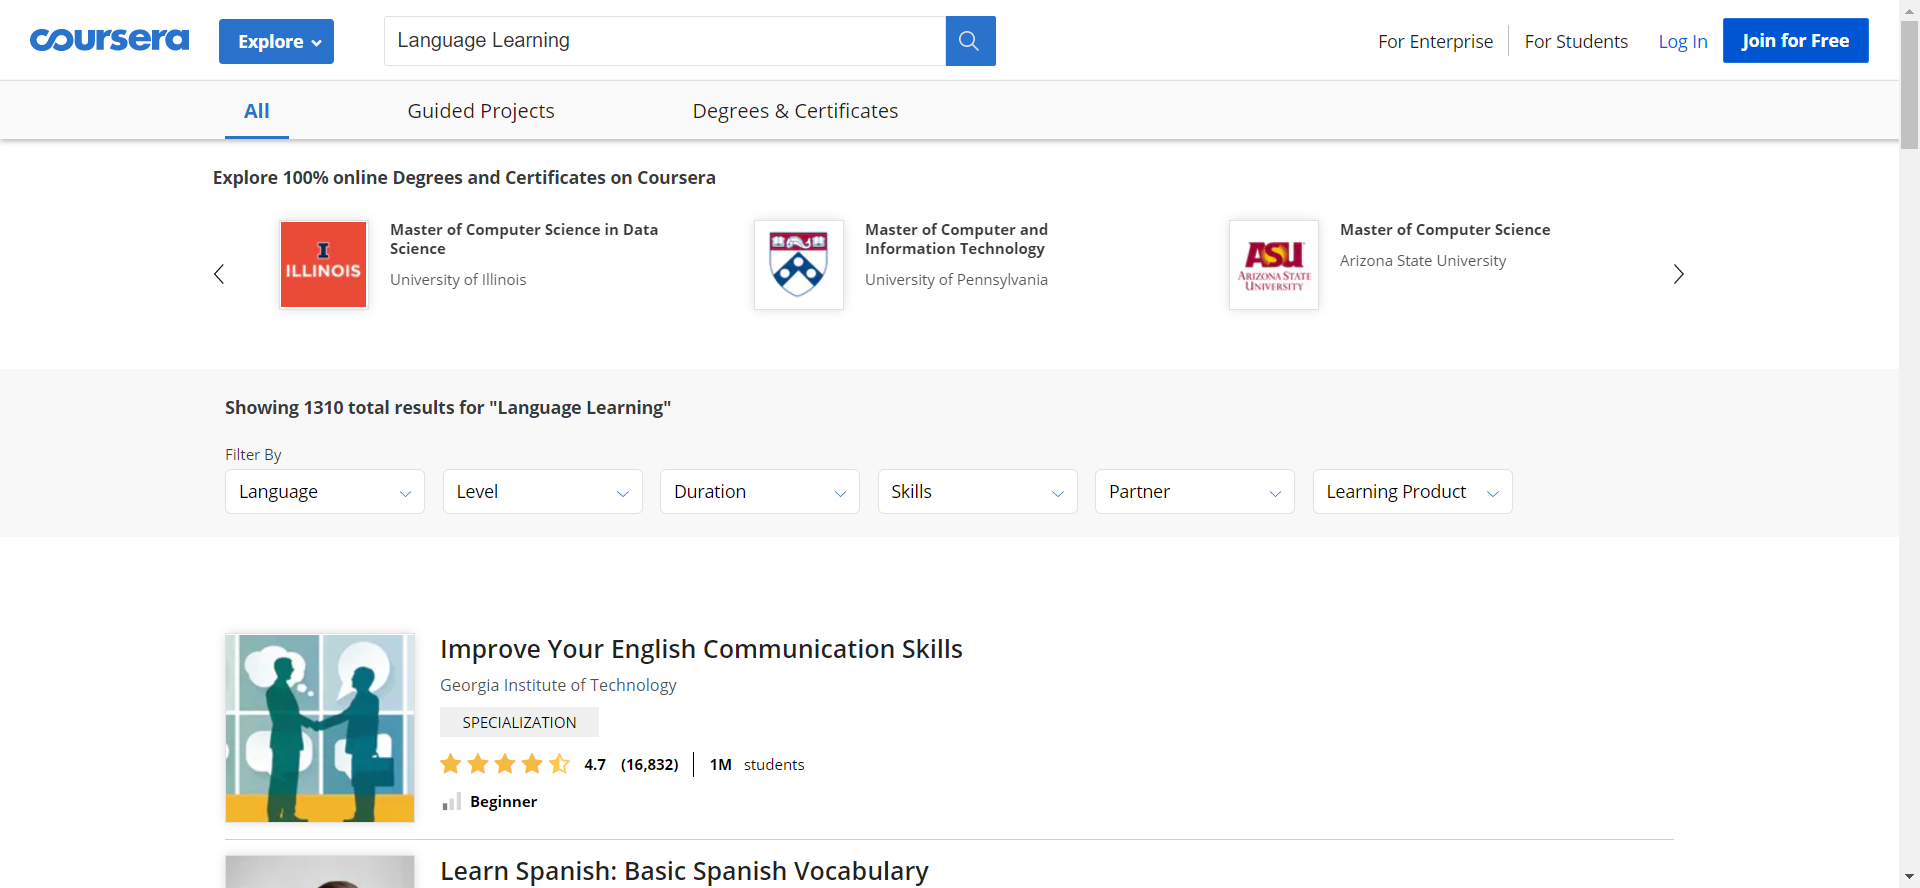 coursera
Explore
Language Learning
For Enterprise
For Students
Log In
Join for Free
All
Guided Projects
Degrees & Certificates
Explore 100% online Degrees and Certificates on Coursera
I
ILLINOIS
Master of Computer Science in Data
Science
University of Illinois
Master of Computer and
Information Technology
University of Pennsylvania
ASU
ARIZONA STATE
UNIVERSITY
Master of Computer Science
Arizona State University
Showing 1310 total results for "Language Learning"
Filter By
Language
Level
Duration
Skills
Partner
Learning Product
Improve Your English Communication Skills
Georgia Institute of Technology
SPECIALIZATION
4.7 (16,832) 1M students
Beginner
Learn Spanish: Basic Spanish Vocabulary